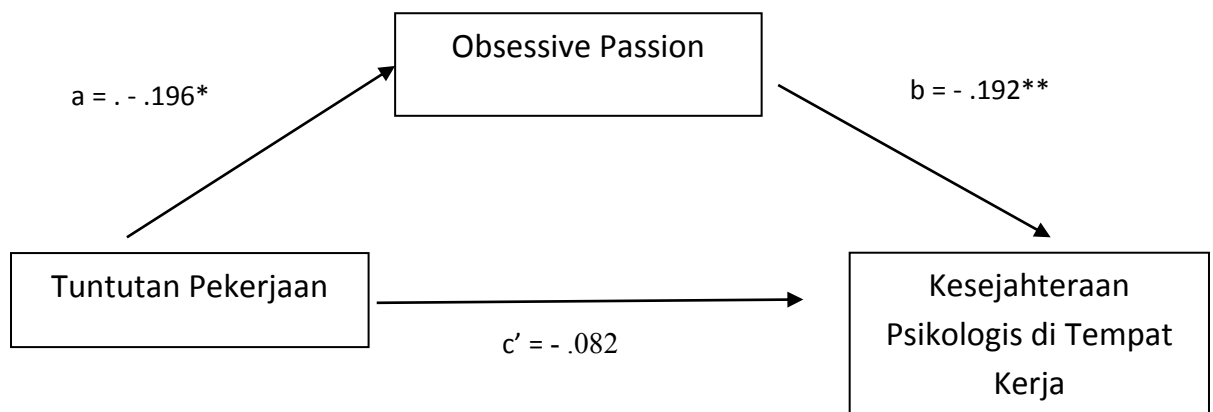 Obsessive Passion
a = . - .196*
b = - .192**
Tuntutan Pekerjaan
c’ = - .082
Kesejahteraan
Psikologis di Tempat
Kerja